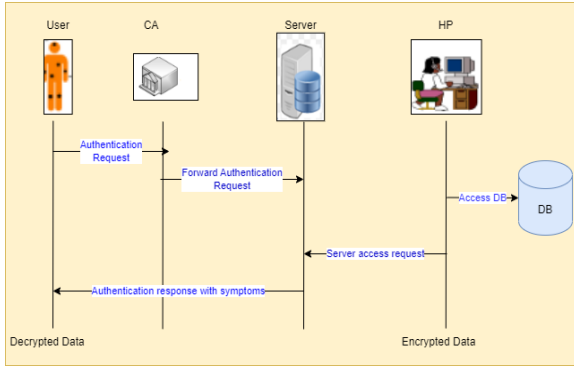 User
CA
Server
HP
Authentication
Request
Forward Authentication
Request
Access DB
DB
Server access request
Authentication response with symptoms
Decrypted Data
Encrypted Data